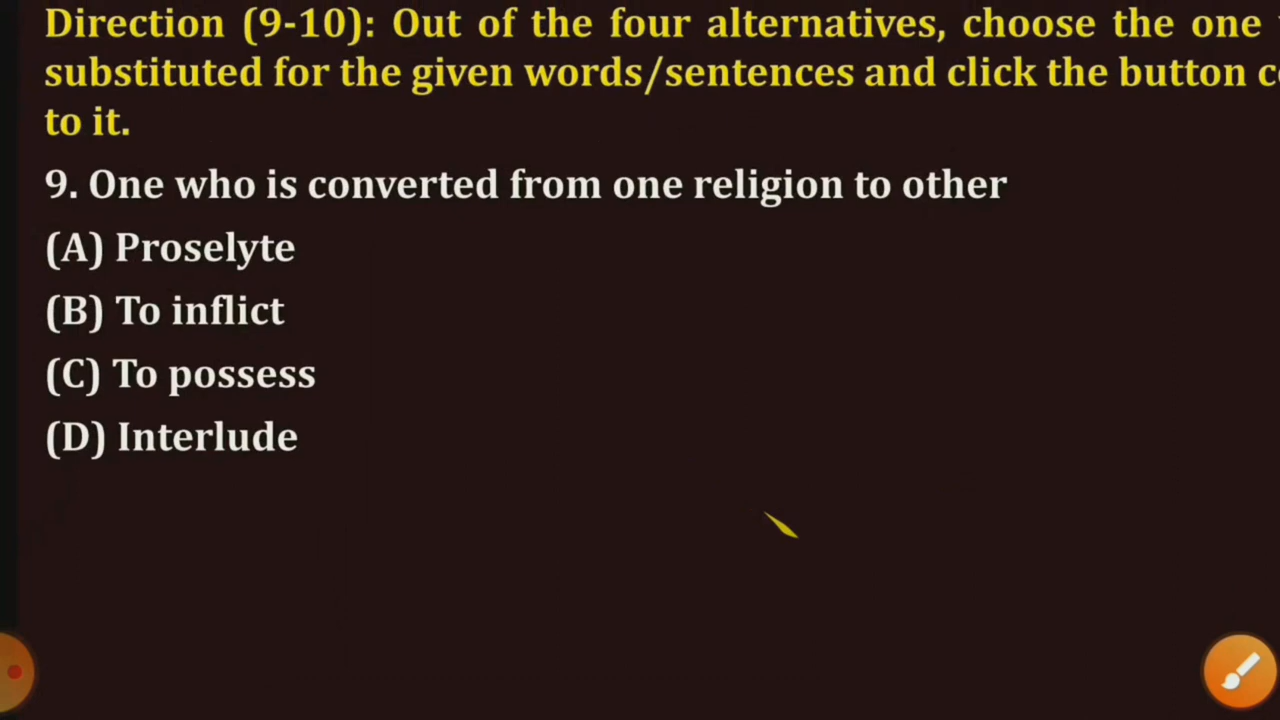 Direction (9-10): Out of the four alternatives, choose the one
substituted for the given words/sentences and click the button
to it.
9. One who is converted from one religion to other
(A) Proselyte
(B) To inflict
(C) To possess
(D) Interlude